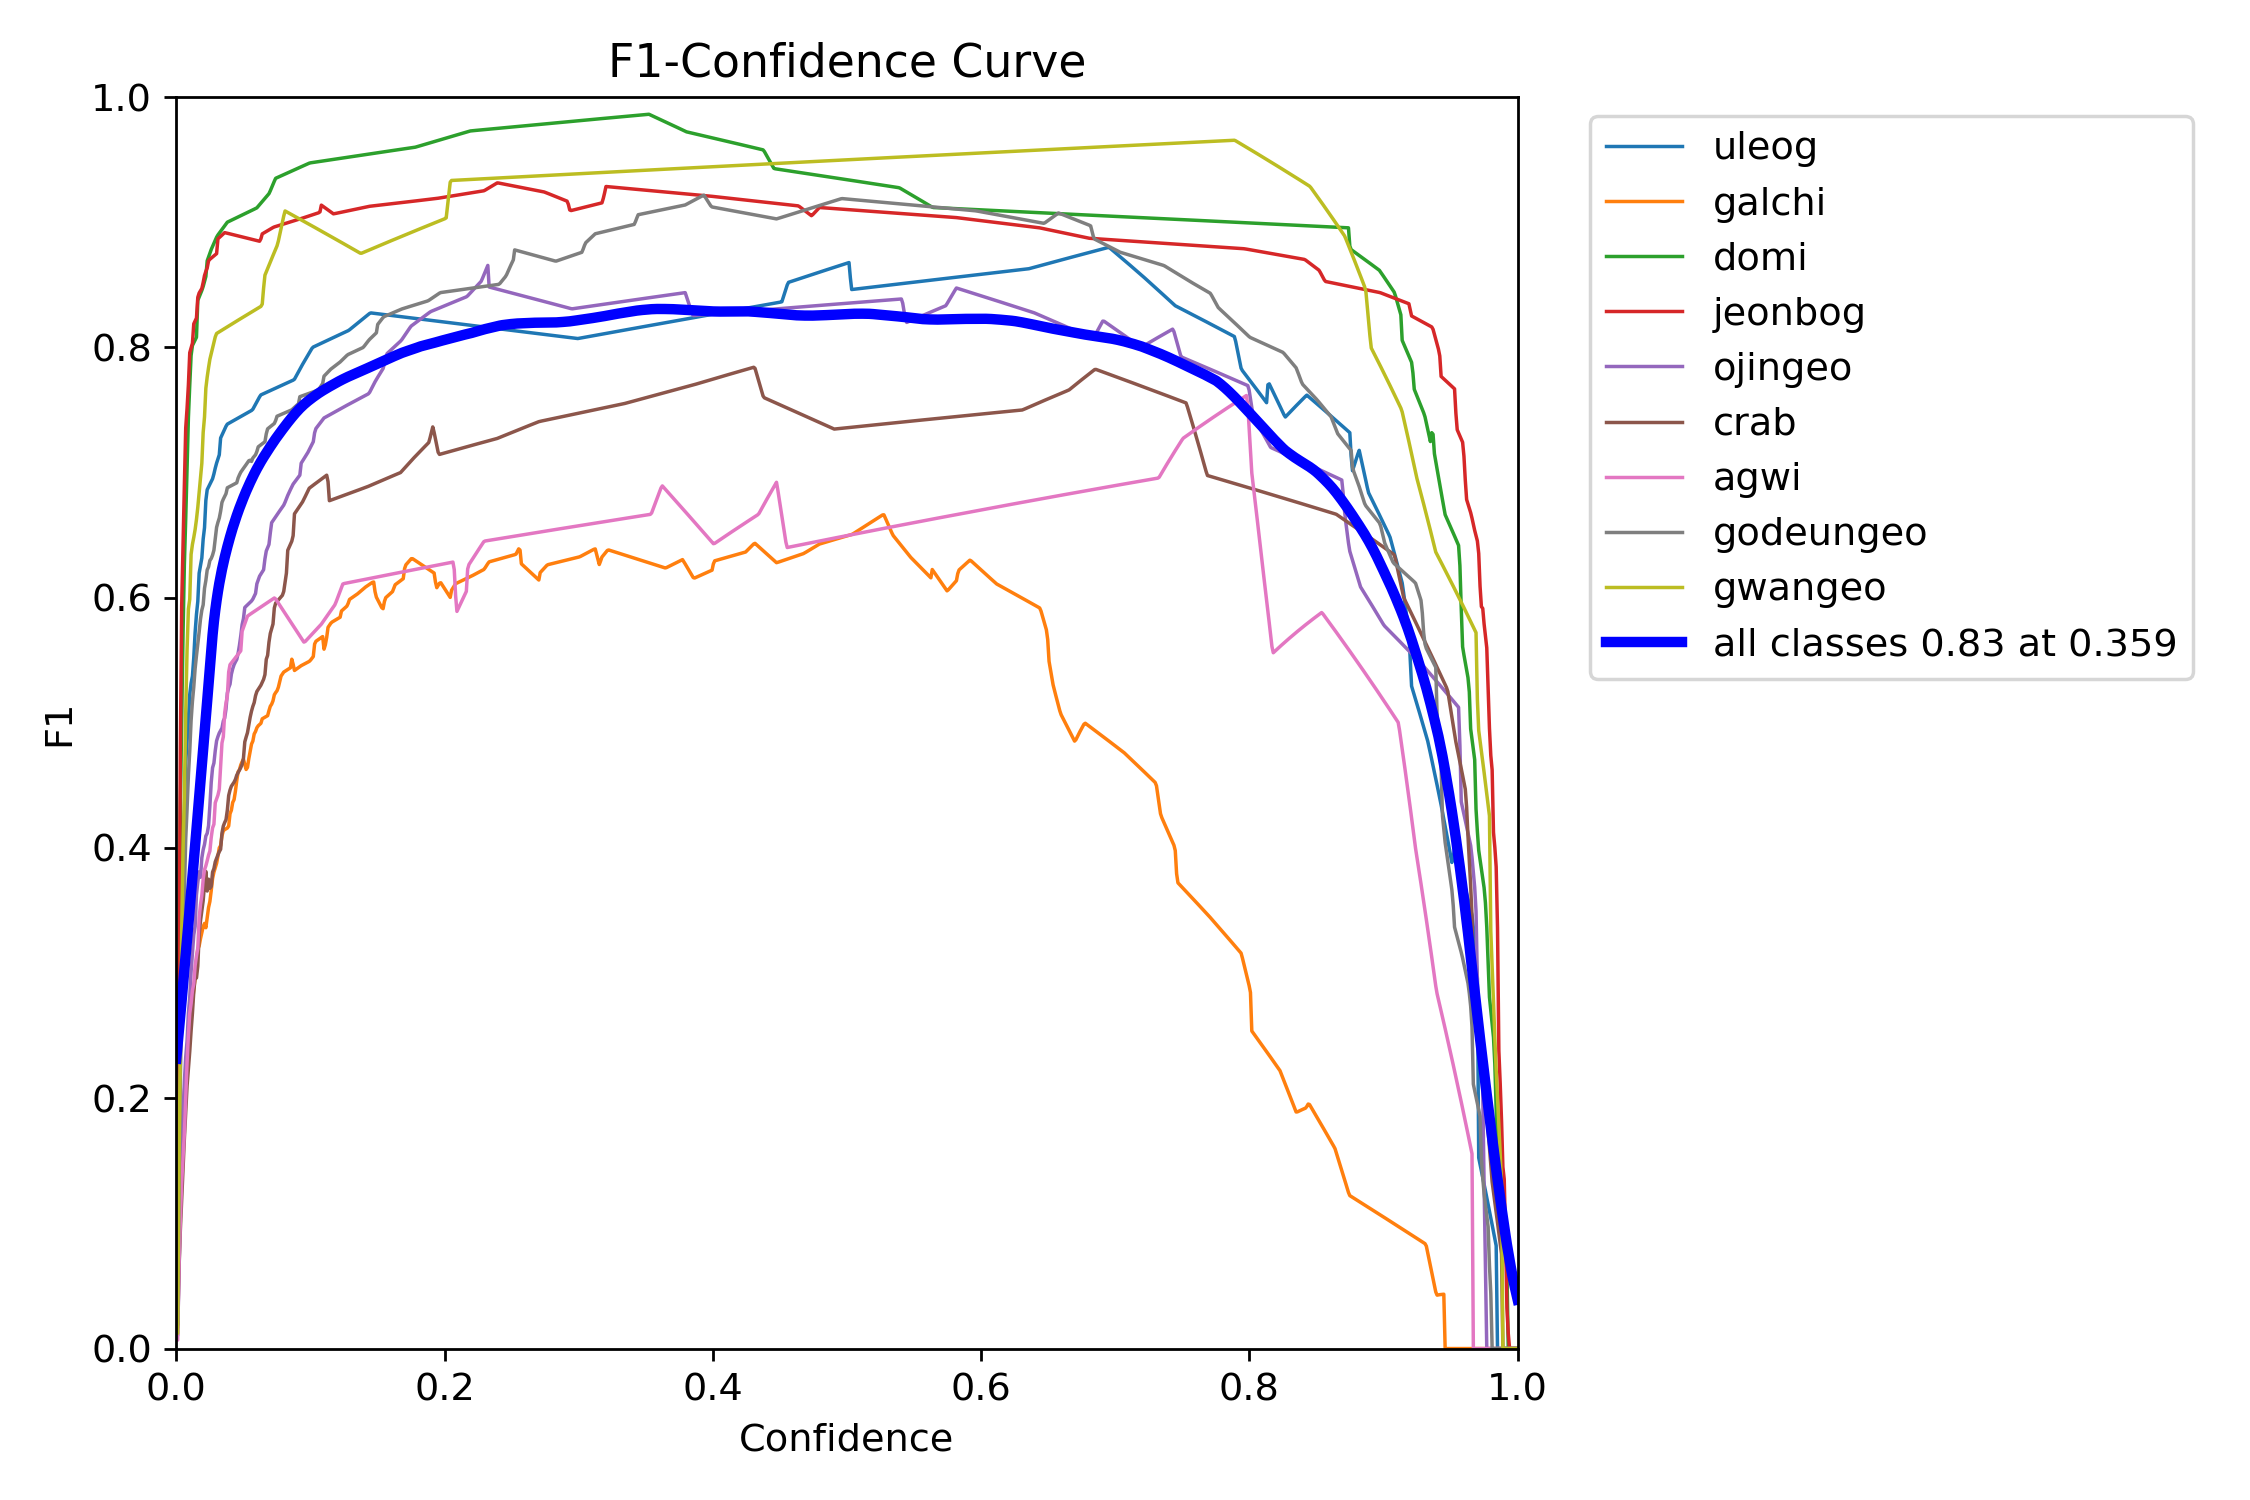 F1-Confidence Curve
1.0
0.8
0.6
0.4
0.2
0.0
F1
0.0 0.2 0.4 0.6 0.8 1.0
Confidence
uleog
galchi
domi
jeonbog
ojingeo
crab
agwi
godeungeo
gwangeo
all classes 0.83 at 0.359